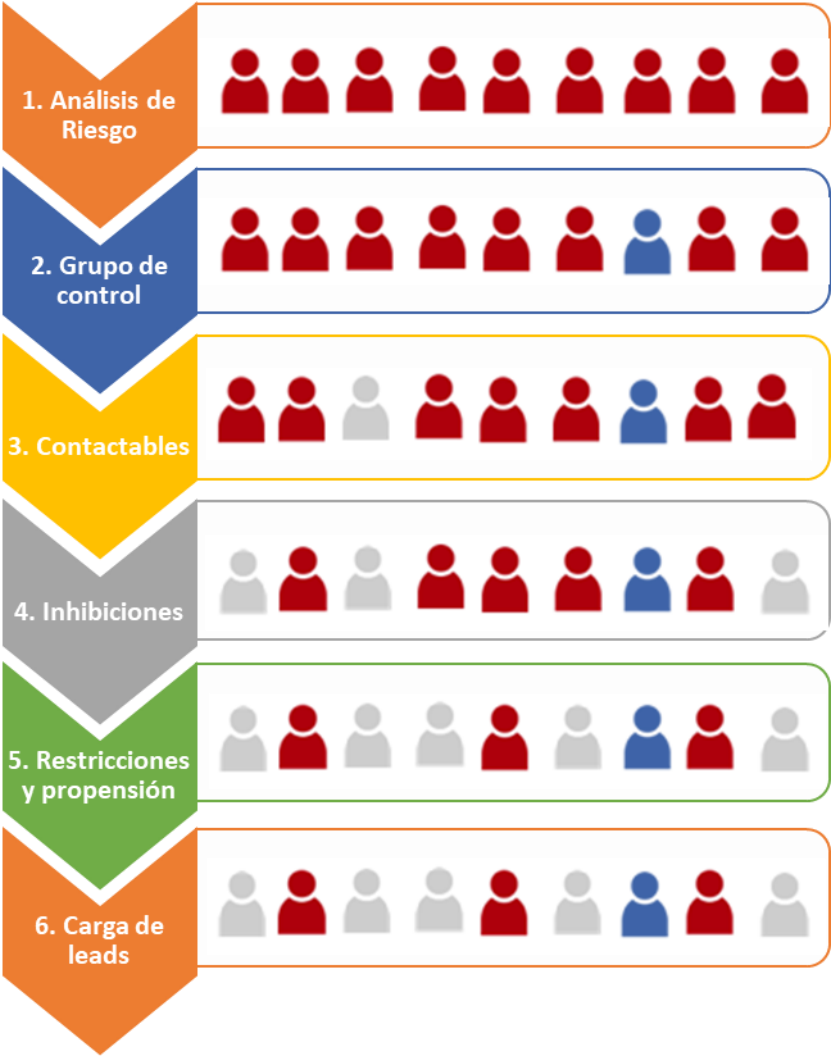 1. Análisis de
Riesgo
2. Grupo de
control
3. Contactables
4. Inhibiciones
5. Restricciones
y propensión
6. Carga de
leads